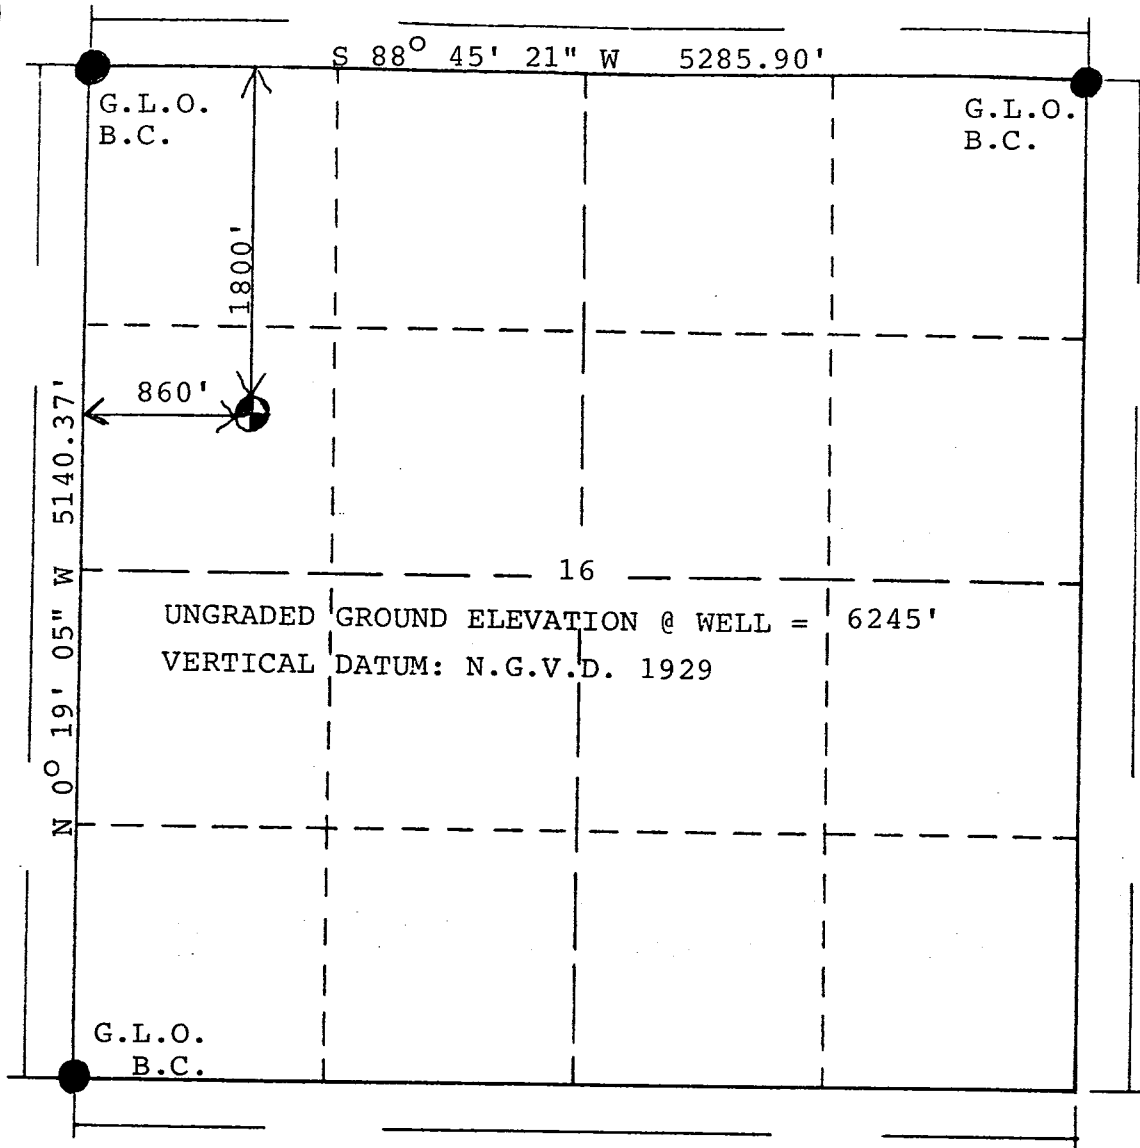 S 88° 45' 21" W 5285.90'
G.L.O.
B.C.
G.L.O.
B.C.
1800'
860'
N 0° 19' 05" W 5140.37'
16
UNGRADED GROUND ELEVATION @ WELL = 6245'
VERTICAL DATUM: N.G.V.D. 1929
G.L.O.
B.C.